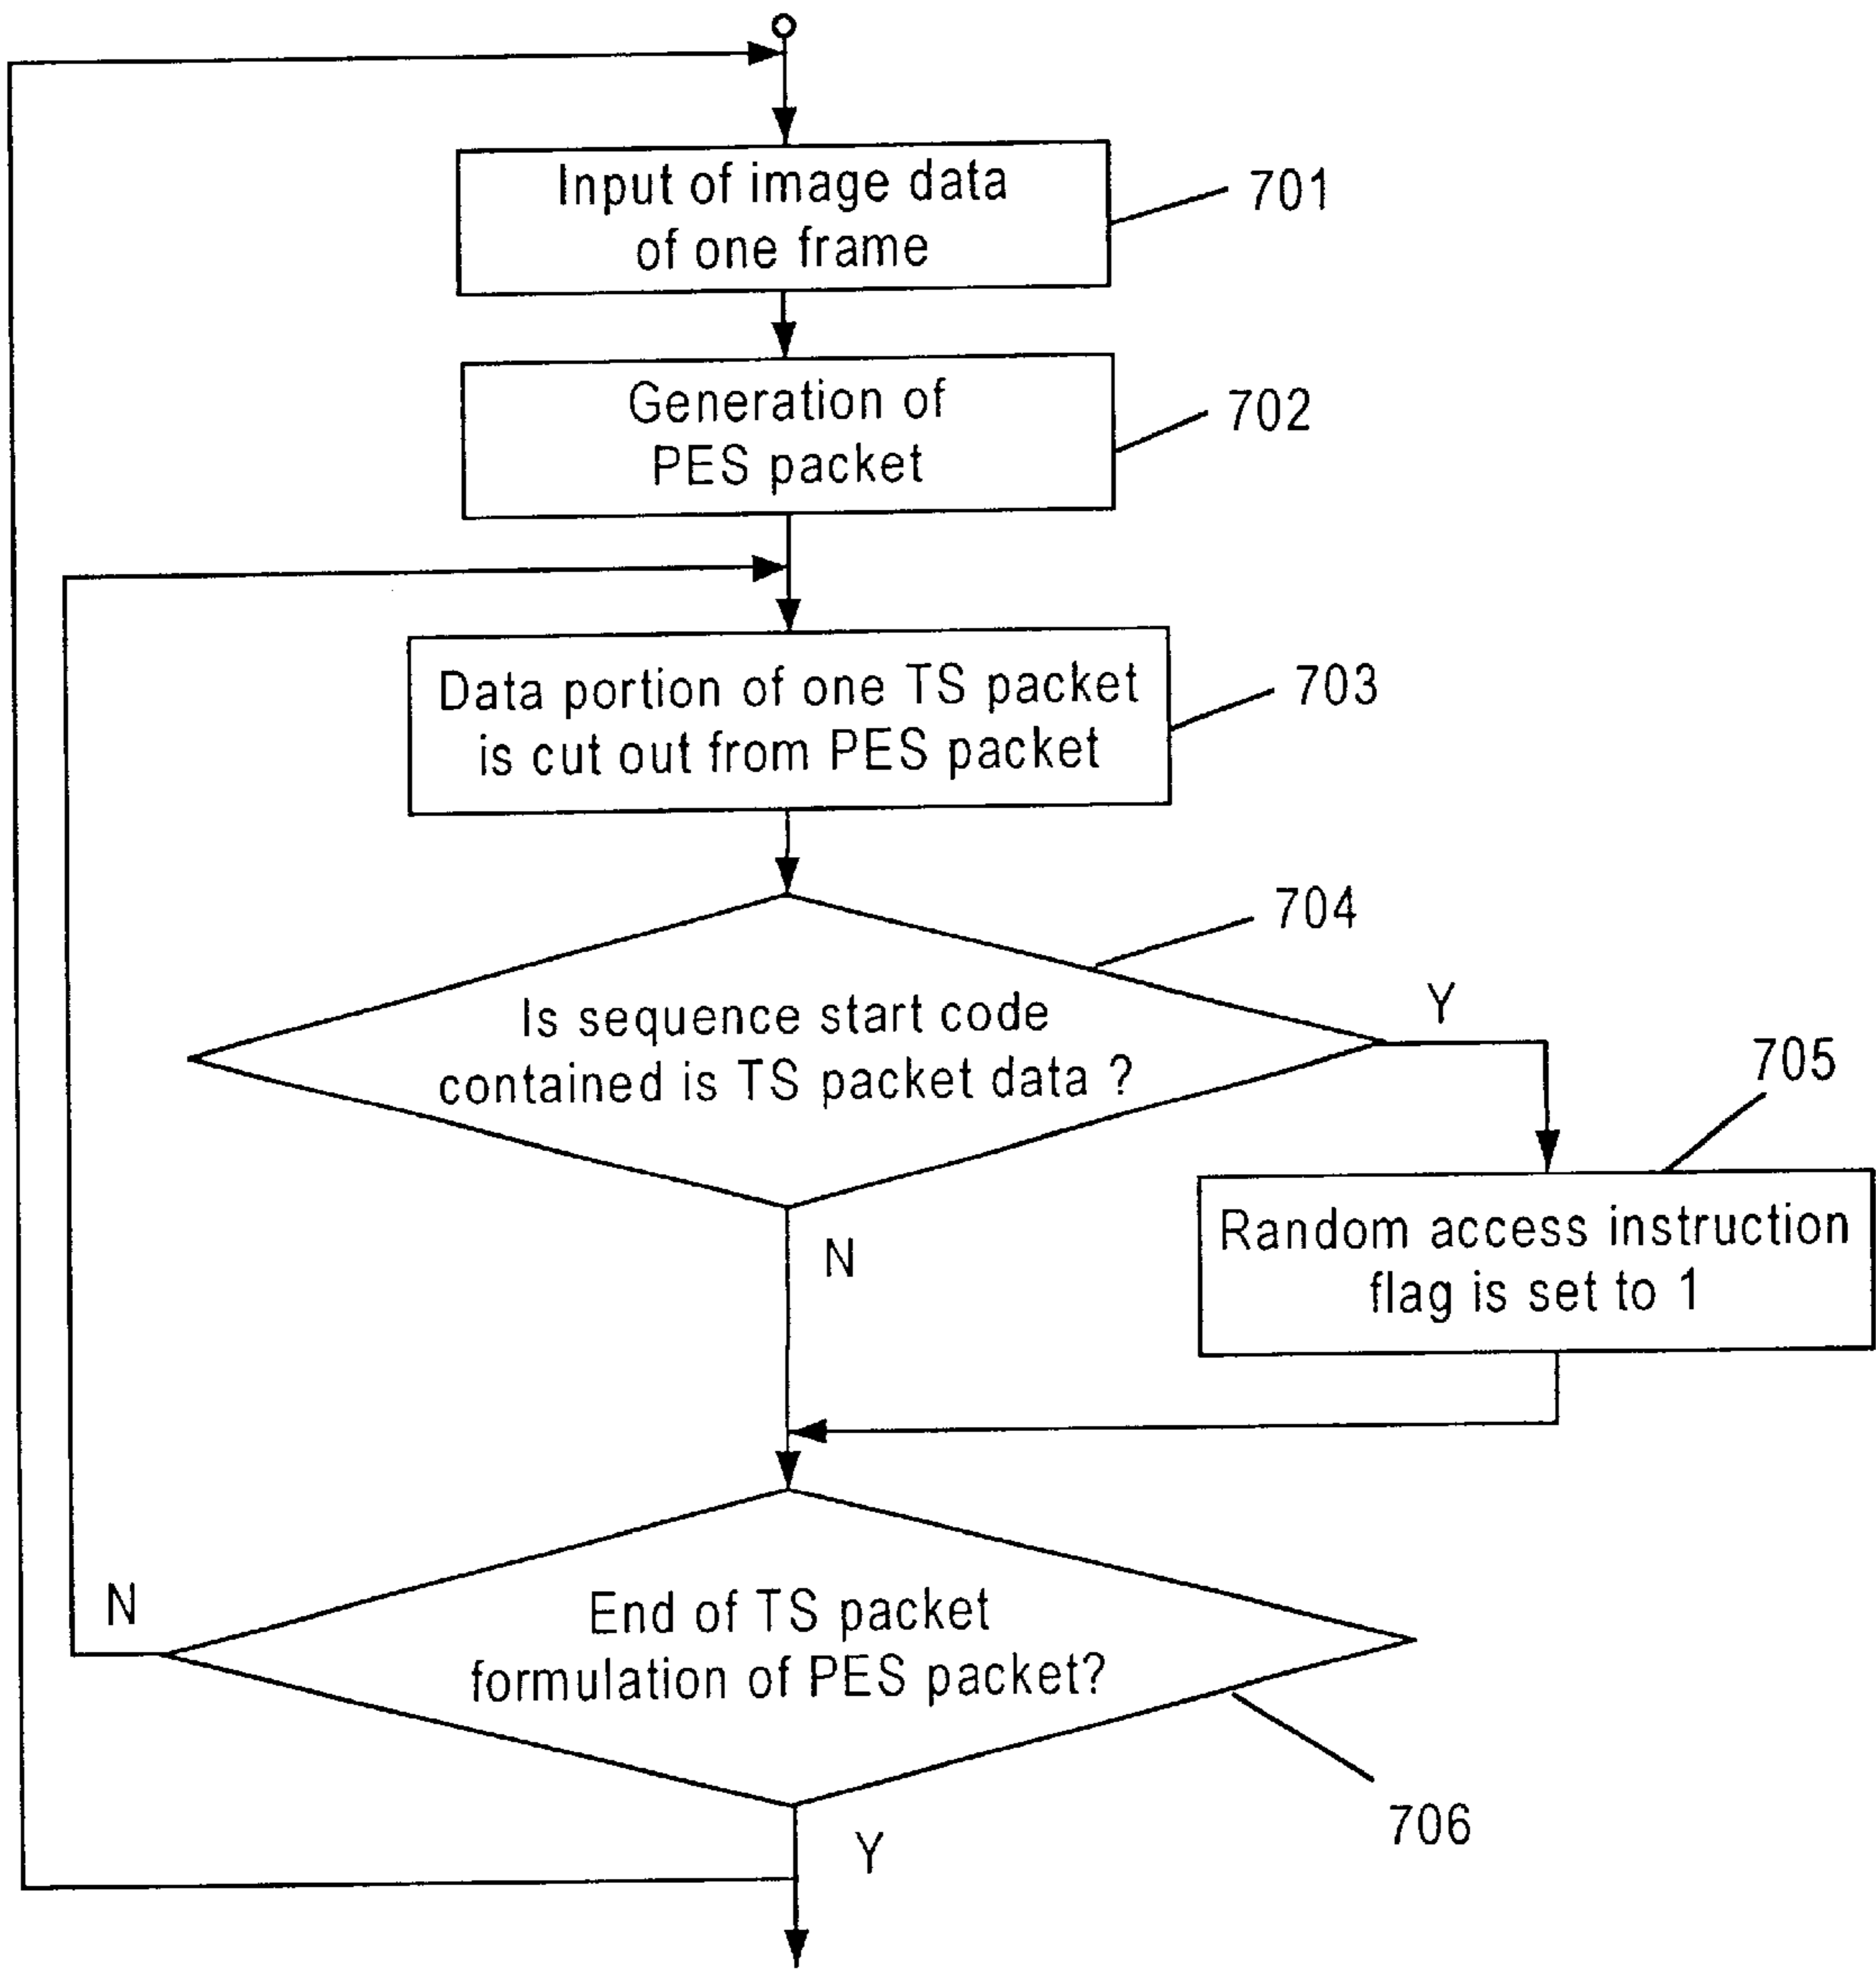 Input of image data
of one frame
701
Generation of
PES packet
702
Data portion of one TS packet
is cut out from PES packet
703
704
Is sequence start code
contained is TS packet data ?
Y
705
Random access instruction
flag is set to 1
N
End of TS packet
formulation of PES packet?
N
706
Y